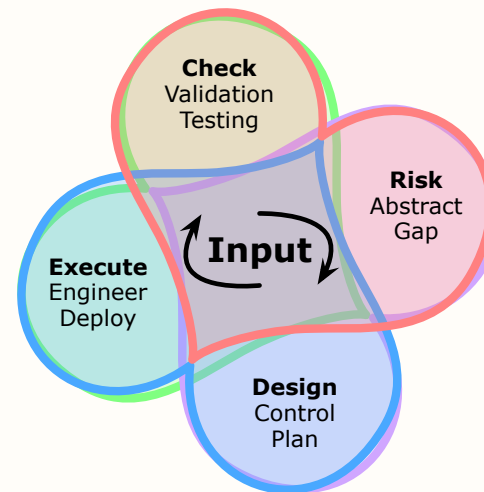 Check
Validation
Testing
Risk
Abstract
Gap
Input
Execute
Engineer
Deploy
Design
Control
Plan